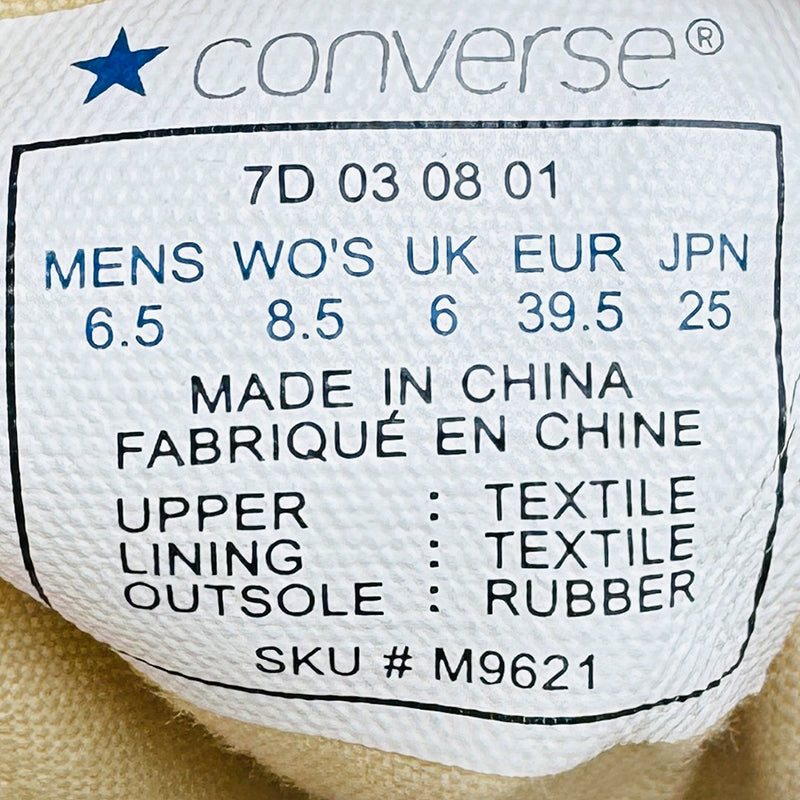 converse®
7D 03 08 01
MENS WO'S UK EUR JPN
6.5 8.5 6 39.5 25
MADE IN CHINA
FABRIQUÉ EN CHINE
UPPER : TEXTILE
LINING : TEXTILE
OUTSOLE : RUBBER
SKU # M9621